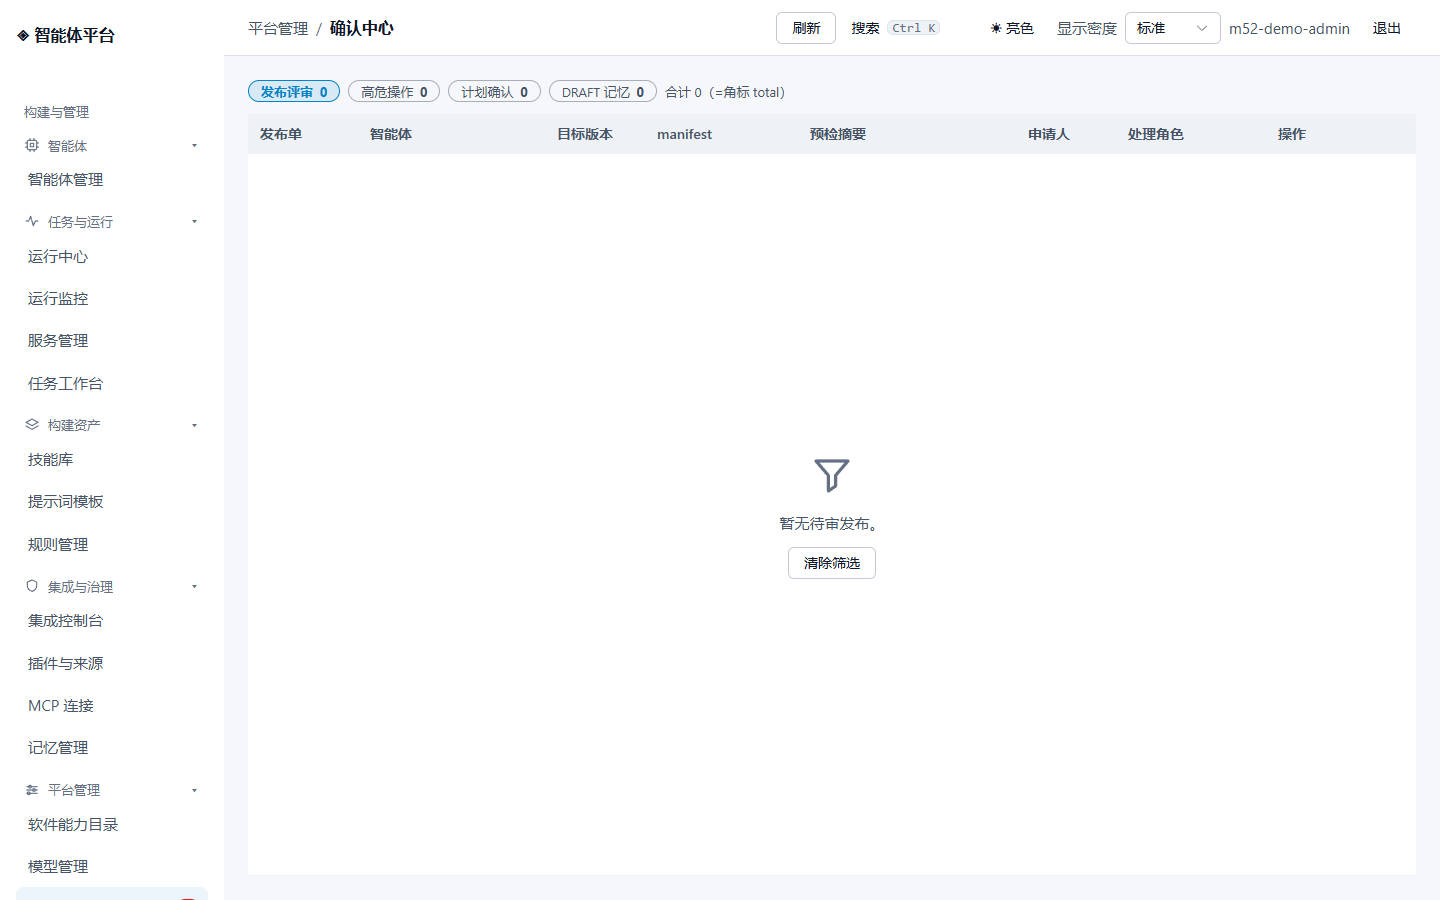 ◈ 智能体平台
平台管理 / 确认中心
刷新
搜索 Ctrl K
☀ 亮色
显示密度
标准
m52-demo-admin
退出
构建与管理
智能体
智能体管理
任务与运行
运行中心
运行监控
服务管理
任务工作台
构建资产
技能库
提示词模板
规则管理
集成与治理
集成控制台
插件与来源
MCP 连接
记忆管理
平台管理
软件能力目录
模型管理
发布评审 0
高危操作 0
计划确认 0
DRAFT 记忆 0
合计 0（=角标 total）
发布单 智能体 目标版本 manifest 预检摘要 申请人 处理角色 操作
暂无待审发布。
清除筛选